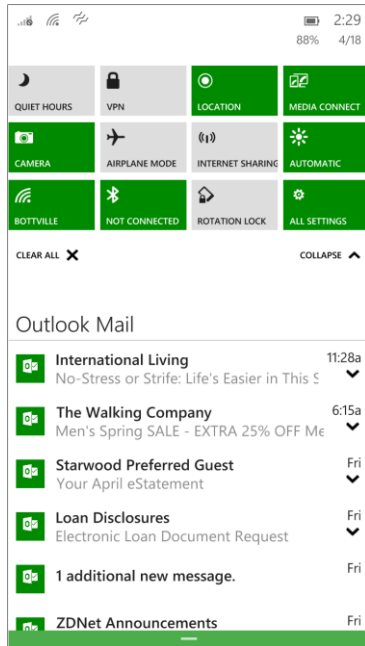 2:29
88% 4/18
QUIET HOURS VPN LOCATION MEDIA CONNECT
CAMERA AIRPLANE MODE INTERNET SHARING AUTOMATIC
BOTTVILLE NOT CONNECTED ROTATION LOCK ALL SETTINGS
CLEAR ALL COLLAPSE
Outlook Mail
International Living 11:28a
No-Stress or Strife: Life's Easier in This S
The Walking Company 6:15a
Men's Spring SALE - EXTRA 25% OFF Me
Starwood Preferred Guest Fri
Your April eStatement
Loan Disclosures Fri
Electronic Loan Document Request
1 additional new message. Fri
ZDNet Announcements Fri